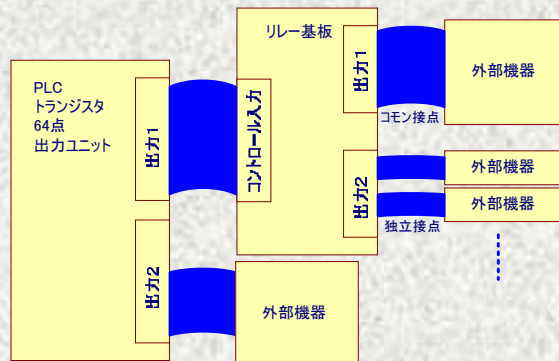 PLC
トランジスタ
64点
出力ユニット
出力1
出力2
コントロール入力
リレー基板
出力1
コモン接点
出力2
独立接点
外部機器
外部機器
外部機器
外部機器